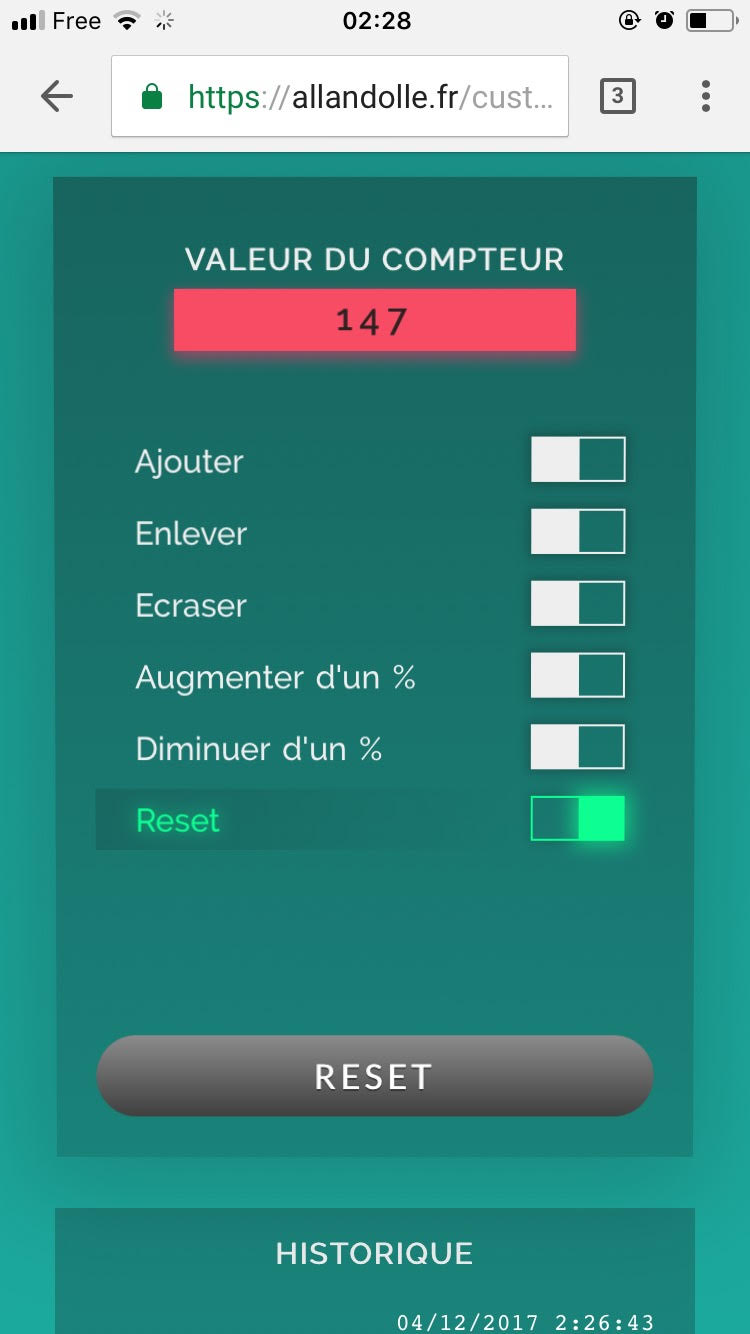 Free 02:28
https://allandolle.fr/cust... 3
VALEUR DU COMPTEUR
147
Ajouter
Enlever
Ecraser
Augmenter d'un %
Diminuer d'un %
Reset
RESET
HISTORIQUE
04/12/2017 2:26:43